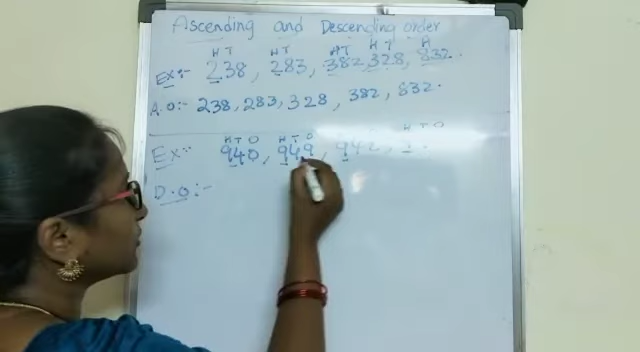 Ascending and Descending order
H T H T H T H T H
Ex:- 238, 283, 382, 328, 832.
A.O:- 238, 283, 328, 382, 832.
H T O H T O H T O
Ex:- 940, 949, 942,
D.O:-